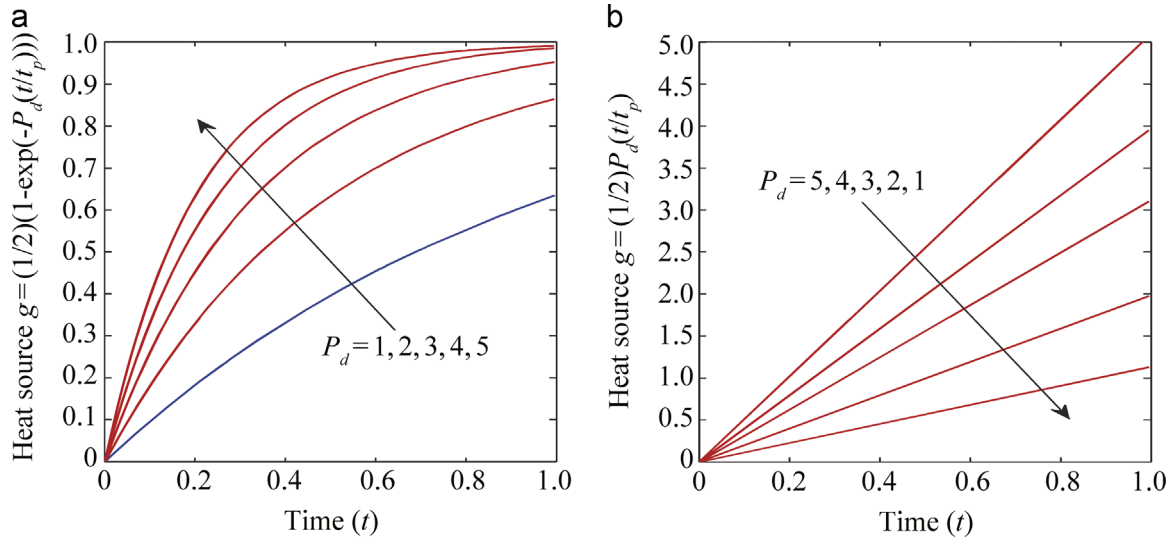 a
Heat source g = (1/2)(1-exp(-P_d(t/t_p))))
1.0
0.9
0.8
0.7
0.6
0.5
0.4
0.3
0.2
0.1
0
P_d = 1, 2, 3, 4, 5
0 0.2 0.4 0.6 0.8 1.0
Time (t)
b
Heat source g = (1/2)P_d(t/t_p)
5.0
4.5
4.0
3.5
3.0
2.5
2.0
1.5
1.0
0.5
0
P_d = 5, 4, 3, 2, 1
0 0.2 0.4 0.6 0.8 1.0
Time (t)